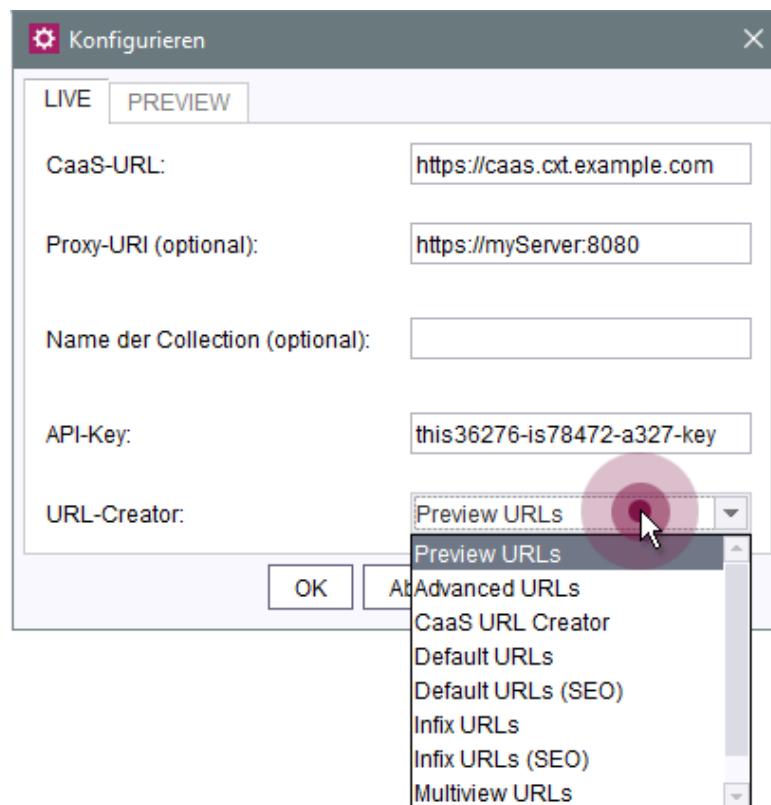 Konfigurieren
LIVE
PREVIEW
CaaS-URL:
https://caas.cxt.example.com
Proxy-URI (optional):
https://myServer:8080
Name der Collection (optional):
API-Key:
this36276-is78472-a327-key
URL-Creator:
Preview URLs
Preview URLs
OK
Advanced URLs
CaaS URL Creator
Default URLs
Default URLs (SEO)
Infix URLs
Infix URLs (SEO)
Multiview URLs